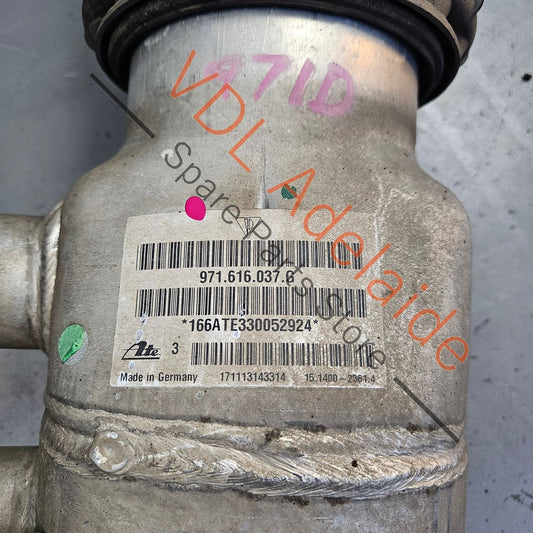 971D
VDL Adelaide
Spare Parts Store
971.616.037.G
*166ATE330052924*
Ate 3
Made in Germany 171113143314 15.1400-2361.4